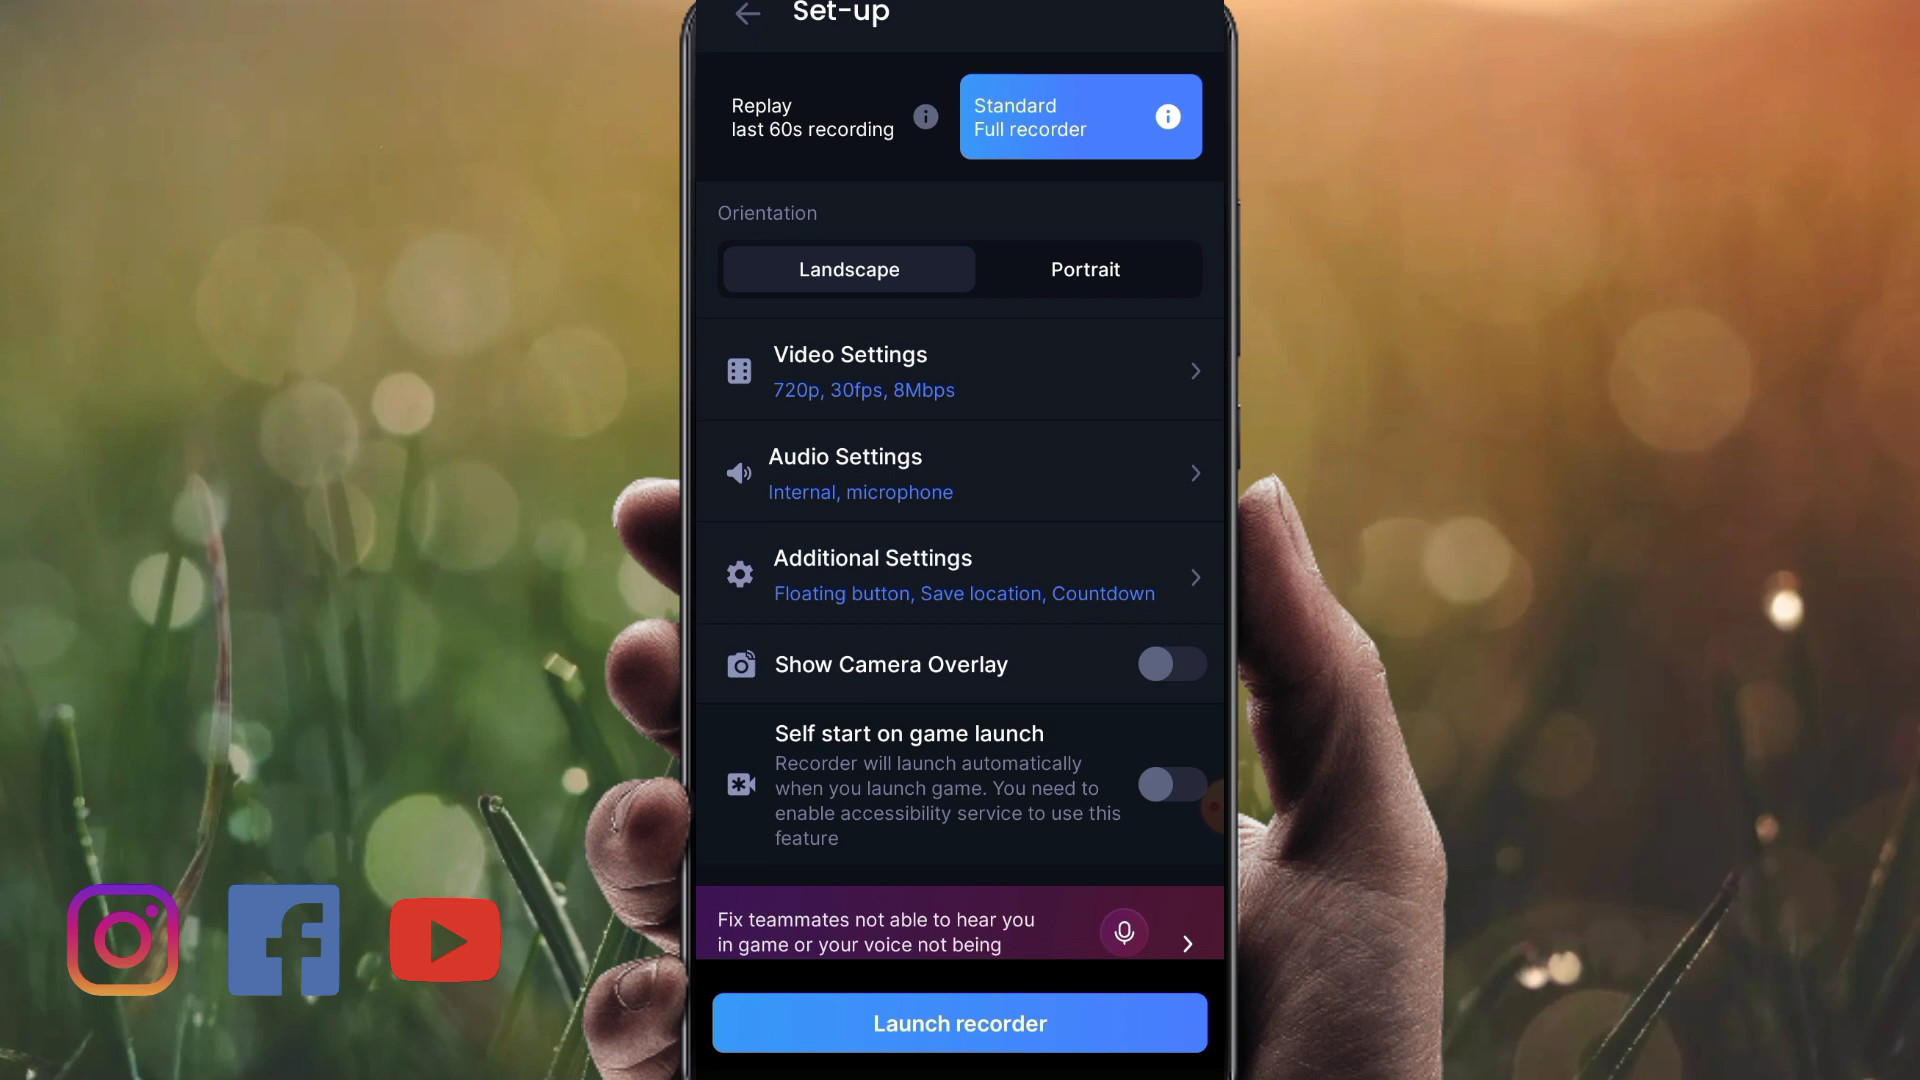 Set-up
Replay
last 60s recording
Standard
Full recorder
Orientation
Landscape
Portrait
Video Settings
720p, 30fps, 8Mbps
Audio Settings
Internal, microphone
Additional Settings
Floating button, Save location, Countdown
Show Camera Overlay
Self start on game launch
Recorder will launch automatically
when you launch game. You need to
enable accessibility service to use this
feature
Fix teammates not able to hear you
in game or your voice not being
Launch recorder